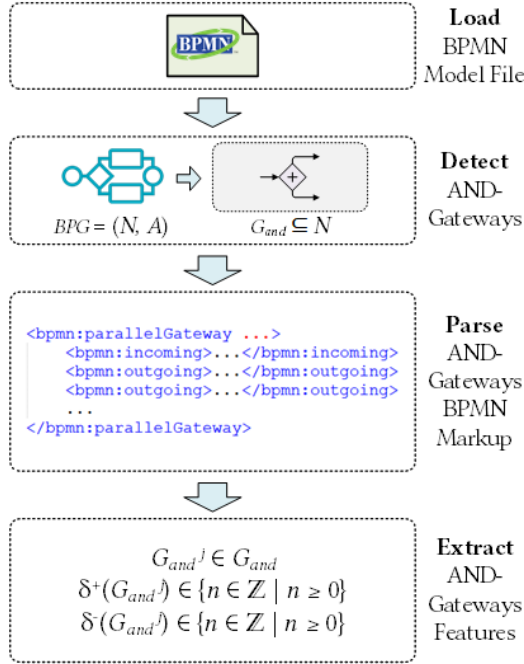 BPMN
Load
BPMN
Model File
BPG = (N, A)
G_and ⊆ N
Detect
AND-
Gateways
<bpmn:parallelGateway ...>
<bpmn:incoming>...</bpmn:incoming>
<bpmn:outgoing>...</bpmn:outgoing>
<bpmn:outgoing>...</bpmn:outgoing>
...
</bpmn:parallelGateway>
Parse
AND-
Gateways
BPMN
Markup
G_and^j ∈ G_and
δ⁺(G_and^j) ∈ {n ∈ ℤ | n ≥ 0}
δ⁻(G_and^j) ∈ {n ∈ ℤ | n ≥ 0}
Extract
AND-
Gateways
Features